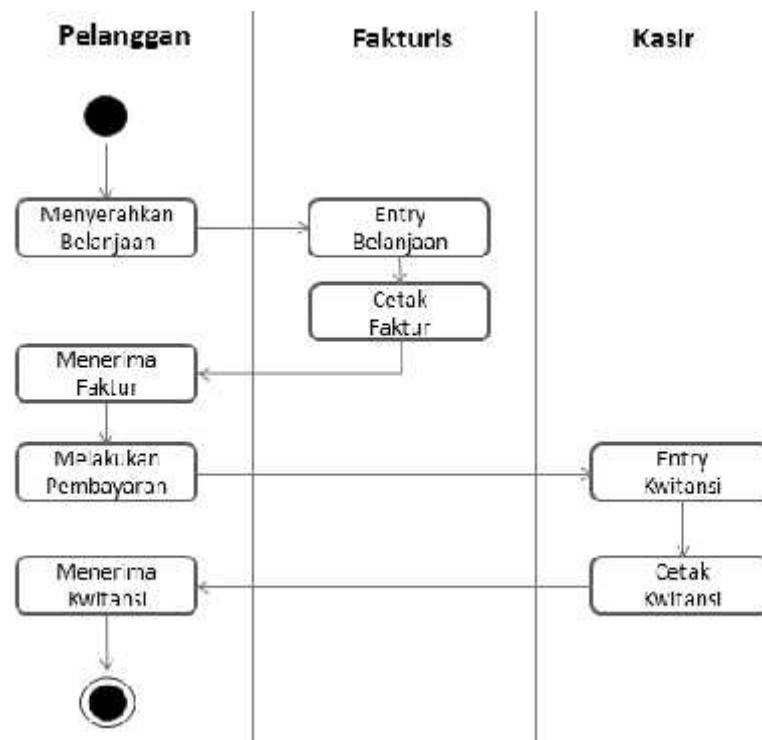 Pelanggan
Fakturis
Kasir
Menyerahkan
Belanjaan
Entry
Belanjaan
Cetak
Faktur
Menerima
Faktur
Melakukan
Pembayaran
Entry
Kwitansi
Menerima
Kwitansi
Cetak
Kwitansi